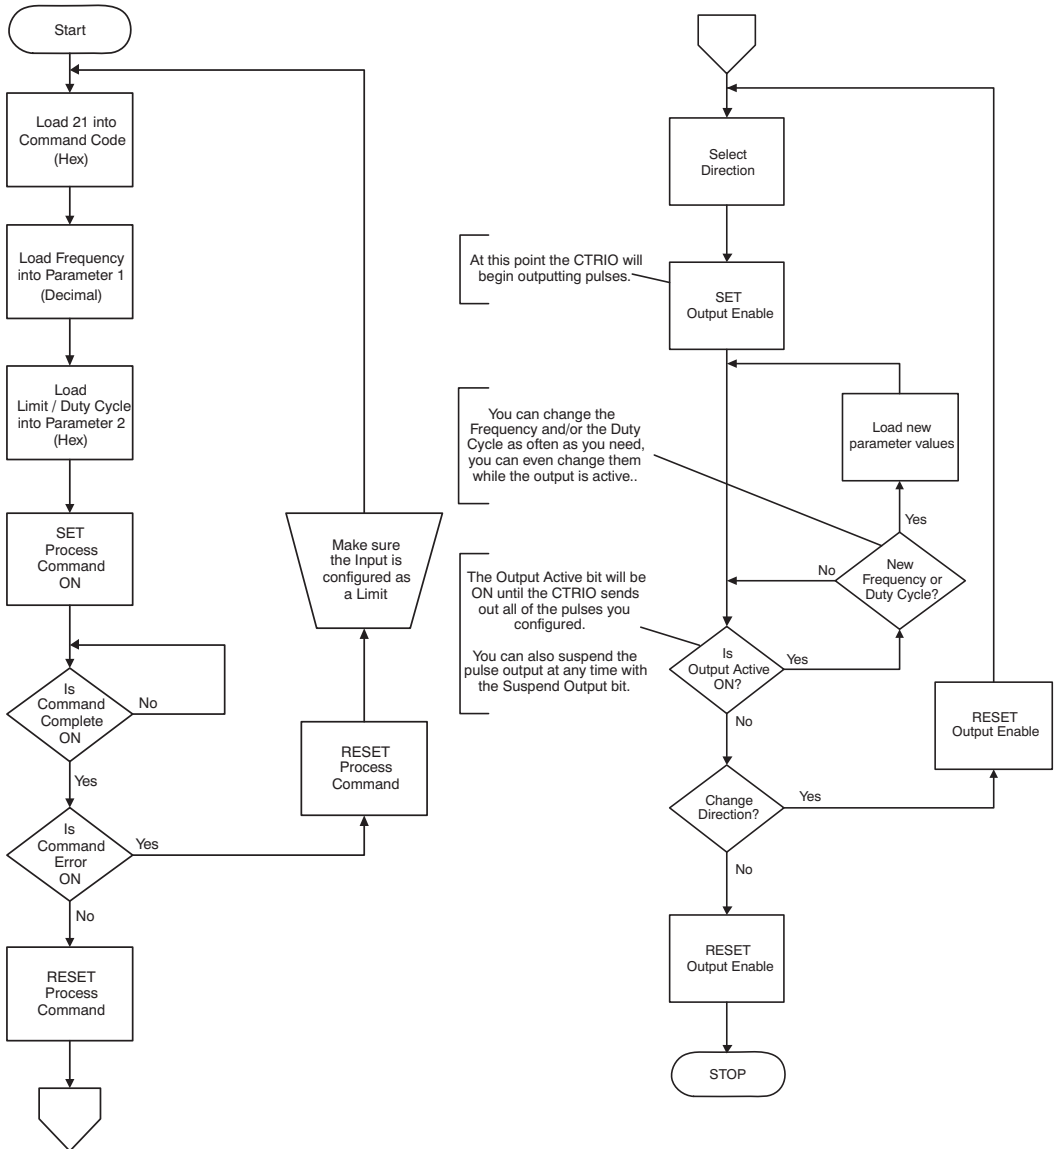 Start
Load 21 into
Command Code
(Hex)
Load Frequency
into Parameter 1
(Decimal)
Load
Limit / Duty Cycle
into Parameter 2
(Hex)
SET
Process
Command
ON
Is
Command
Complete
ON
No
Yes
Is
Command
Error
ON
Yes
No
RESET
Process
Command
RESET
Process
Command
Make sure
the Input is
configured as
a Limit
Select
Direction
At this point the CTRIO will
begin outputting pulses.
SET
Output Enable
You can change the
Frequency and/or the Duty
Cycle as often as you need,
you can even change them
while the output is active..
Load new
parameter values
Yes
New
Frequency or
Duty Cycle?
No
The Output Active bit will be
ON until the CTRIO sends
out all of the pulses you
configured.
You can also suspend the
pulse output at any time with
the Suspend Output bit.
Is
Output Active
ON?
Yes
No
RESET
Output Enable
Change
Direction?
Yes
No
RESET
Output Enable
STOP